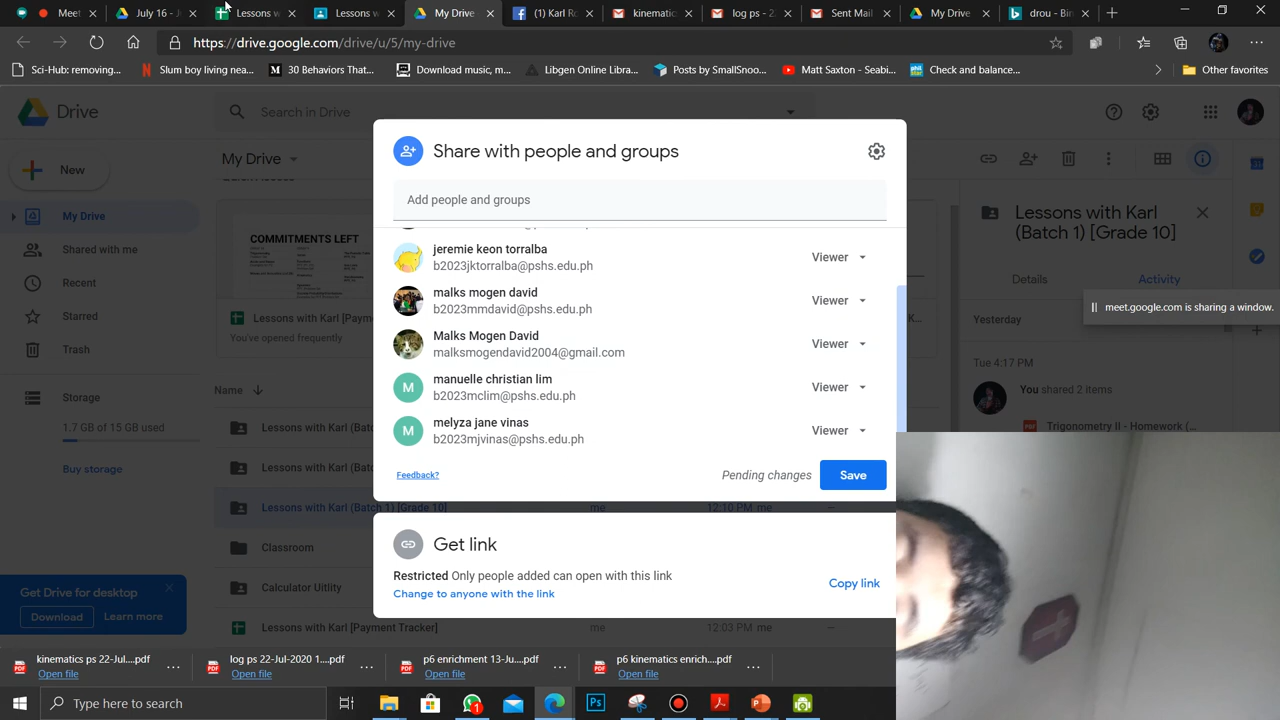 Meet
July 16 -
Lessons w
Lessons w
My Drive
(1) Karl Ro
kinematic
log ps - 2
Sent Mail
My Drive
drou - Bin
https://drive.google.com/drive/u/5/my-drive
Sci-Hub: removing...
Slum boy living nea...
30 Behaviors That...
Download music, m...
Libgen Online Libra...
Posts by SmallSnoo...
Matt Saxton - Seabi...
Check and balance...
Other favorites
Drive
Search in Drive
New
My Drive
Shared with me
Recent
Starred
Trash
Storage
1.7 GB of 15 GB used
Buy storage
Get Drive for desktop
Download
Learn more
My Drive
COMMITMENTS LEFT
Lessons with Karl [Paym
You've opened frequently
Name
Lessons with Karl (Batc
Lessons with Karl (Batc
Lessons with Karl (Batch 1) [Grade 10]
me
12:10 PM me
Classroom
Calculator Uitlity
Lessons with Karl [Payment Tracker]
me
12:03 PM me
Share with people and groups
Add people and groups
jeremie keon torralba
b2023jktorralba@pshs.edu.ph
Viewer
malks mogen david
b2023mmdavid@pshs.edu.ph
Viewer
Malks Mogen David
malksmogendavid2004@gmail.com
Viewer
manuelle christian lim
b2023mclim@pshs.edu.ph
Viewer
M
melyza jane vinas
b2023mjvinas@pshs.edu.ph
Viewer
M
Feedback?
Pending changes
Save
Get link
Restricted Only people added can open with this link
Change to anyone with the link
Copy link
Lessons with Karl
(Batch 1) [Grade 10]
Details
Activity
meet.google.com is sharing a window.
Yesterday
Tue 4:17 PM
You shared 2 items
Trigonometry II - Homework (...
kinematics ps 22-Jul....pdf
Open file
log ps 22-Jul-2020 1....pdf
Open file
p6 enrichment 13-Ju....pdf
Open file
p6 kinematics enrich....pdf
Open file
Type here to search